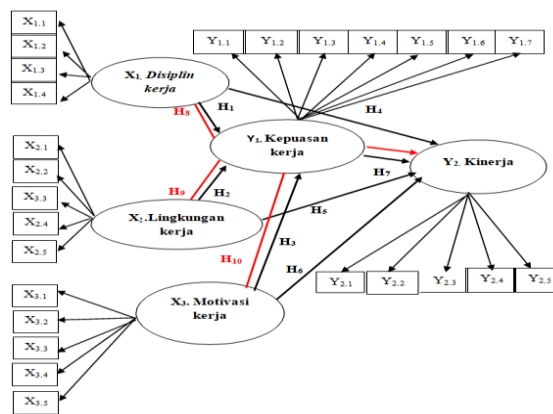 X1.1
X1.2
X1.3
X1.4
Y1.1 Y1.2 Y1.3 Y1.4 Y1.5 Y1.6 Y1.7
X1. Disiplin
kerja
H1
H8
H4
Y1. Kepuasan
kerja
Y2. Kinerja
H7
X2.1
X2.2
X3.3
X2.4
X2.5
H9
H2
X2.Lingkungan
kerja
H5
H3
H10
H6
Y2.1 Y2.2 Y2.3 Y2.4 Y2.5
X3.1
X3.2
X3.3
X3.4
X3.5
X3. Motivasi
kerja